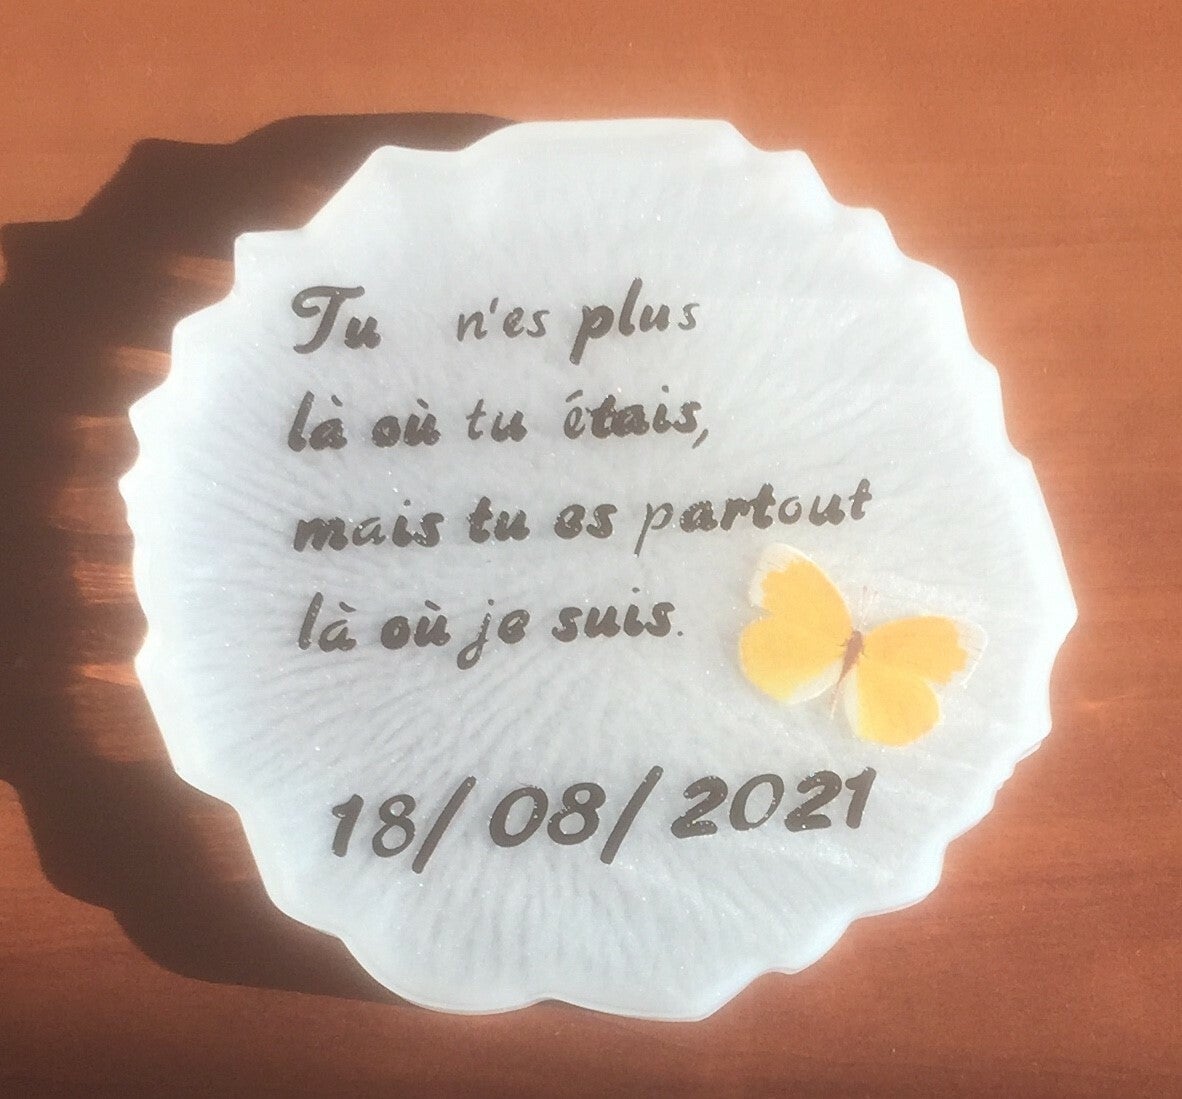 Tu n'es plus
là où tu étais,
mais tu es partout
là où je suis.
18/08/2021